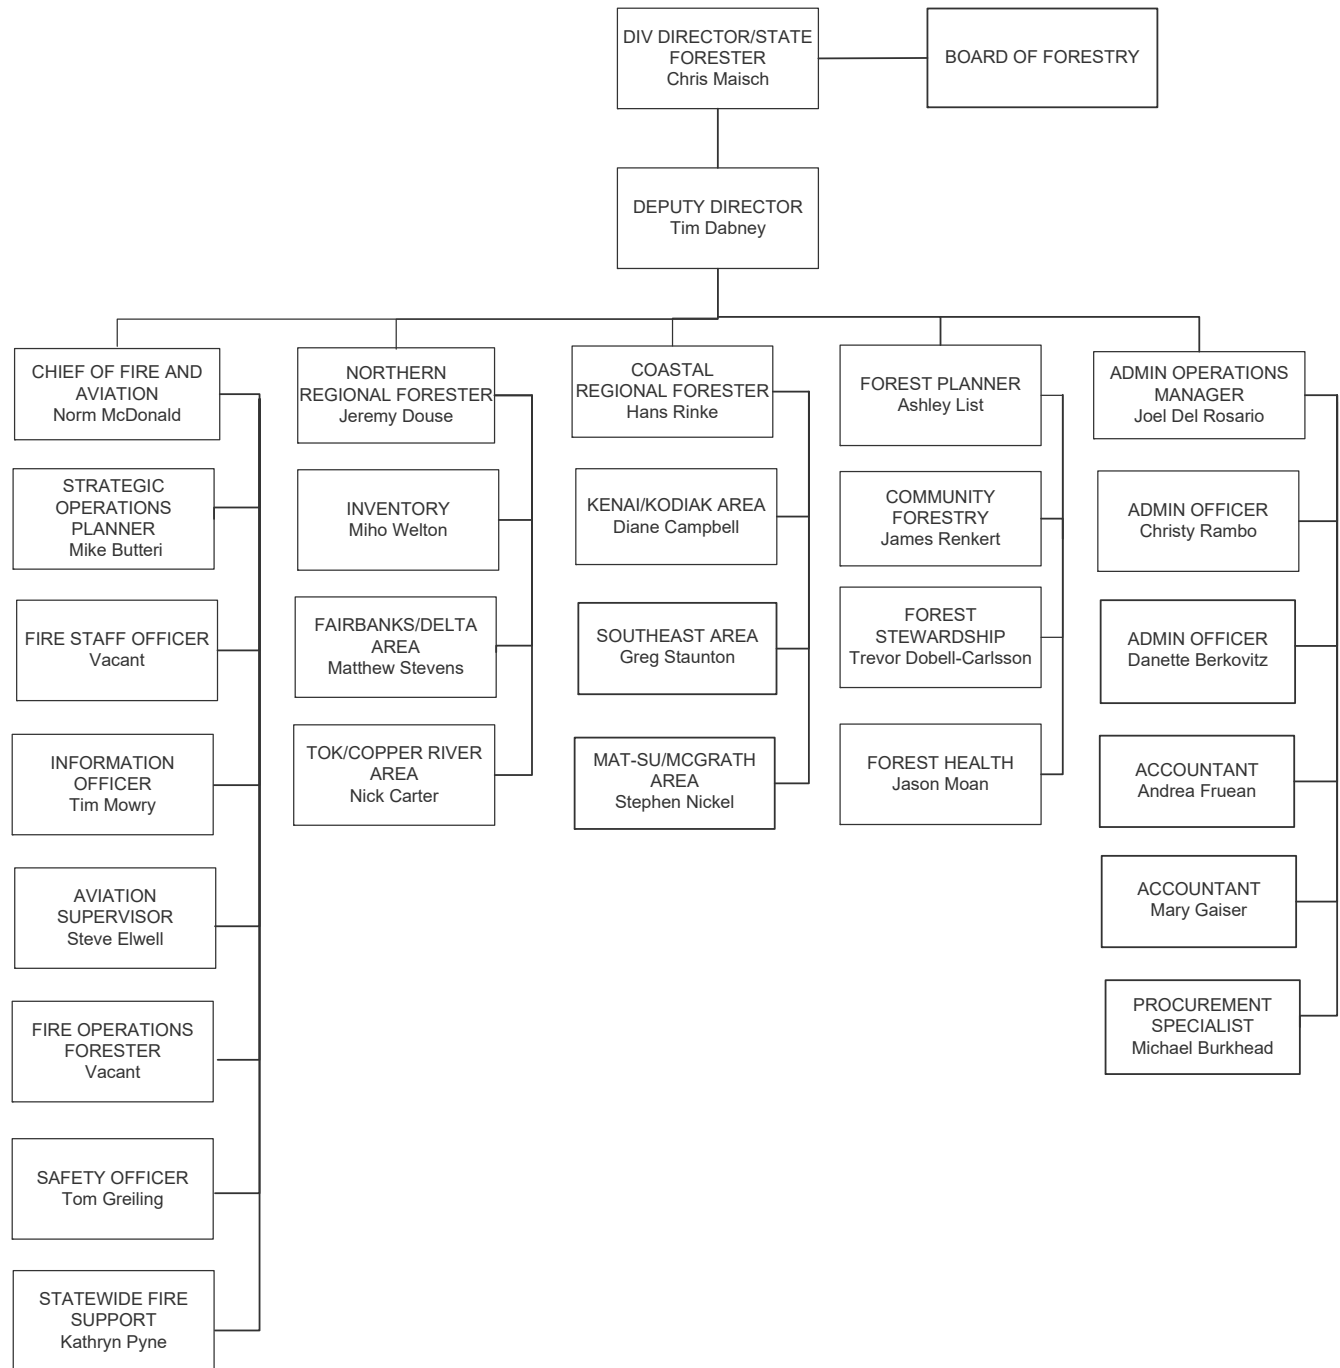 DIV DIRECTOR/STATE
FORESTER
Chris Maisch
BOARD OF FORESTRY
DEPUTY DIRECTOR
Tim Dabney
CHIEF OF FIRE AND
AVIATION
Norm McDonald
STRATEGIC
OPERATIONS
PLANNER
Mike Butteri
FIRE STAFF OFFICER
Vacant
INFORMATION
OFFICER
Tim Mowry
AVIATION
SUPERVISOR
Steve Elwell
FIRE OPERATIONS
FORESTER
Vacant
SAFETY OFFICER
Tom Greiling
STATEWIDE FIRE
SUPPORT
Kathryn Pyne
NORTHERN
REGIONAL FORESTER
Jeremy Douse
INVENTORY
Miho Welton
FAIRBANKS/DELTA
AREA
Matthew Stevens
TOK/COPPER RIVER
AREA
Nick Carter
COASTAL
REGIONAL FORESTER
Hans Rinke
KENAI/KODIAK AREA
Diane Campbell
SOUTHEAST AREA
Greg Staunton
MAT-SU/MCGRATH
AREA
Stephen Nickel
FOREST PLANNER
Ashley List
COMMUNITY
FORESTRY
James Renkert
FOREST
STEWARDSHIP
Trevor Dobell-Carlsson
FOREST HEALTH
Jason Moan
ADMIN OPERATIONS
MANAGER
Joel Del Rosario
ADMIN OFFICER
Christy Rambo
ADMIN OFFICER
Danette Berkovitz
ACCOUNTANT
Andrea Fruean
ACCOUNTANT
Mary Gaiser
PROCUREMENT
SPECIALIST
Michael Burkhead